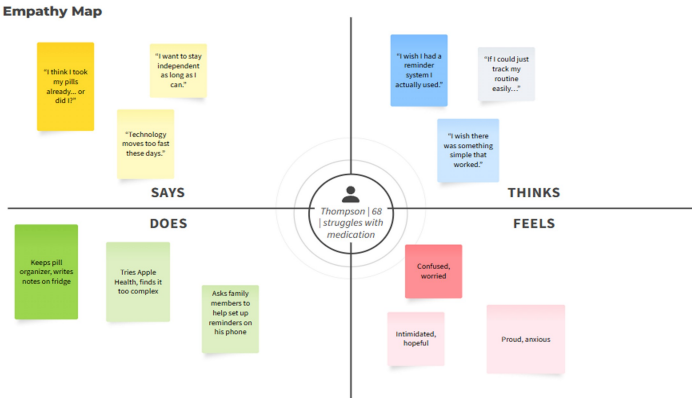 Empathy Map
"I think I took
my pills
already... or
did I?"
"I want to stay
independent
as long as I
can."
"Technology
moves too fast
these days."
SAYS
"I wish I had a
reminder
system I
actually used."
"If I could just
track my
routine
easily..."
"I wish there
was something
simple that
worked."
THINKS
Thompson | 68
| struggles with
medication
DOES
Keeps pill
organizer, writes
notes on fridge
Tries Apple
Health, finds it
too complex
Asks family
members to
help set up
reminders on
his phone
FEELS
Confused,
worried
Intimidated,
hopeful
Proud, anxious